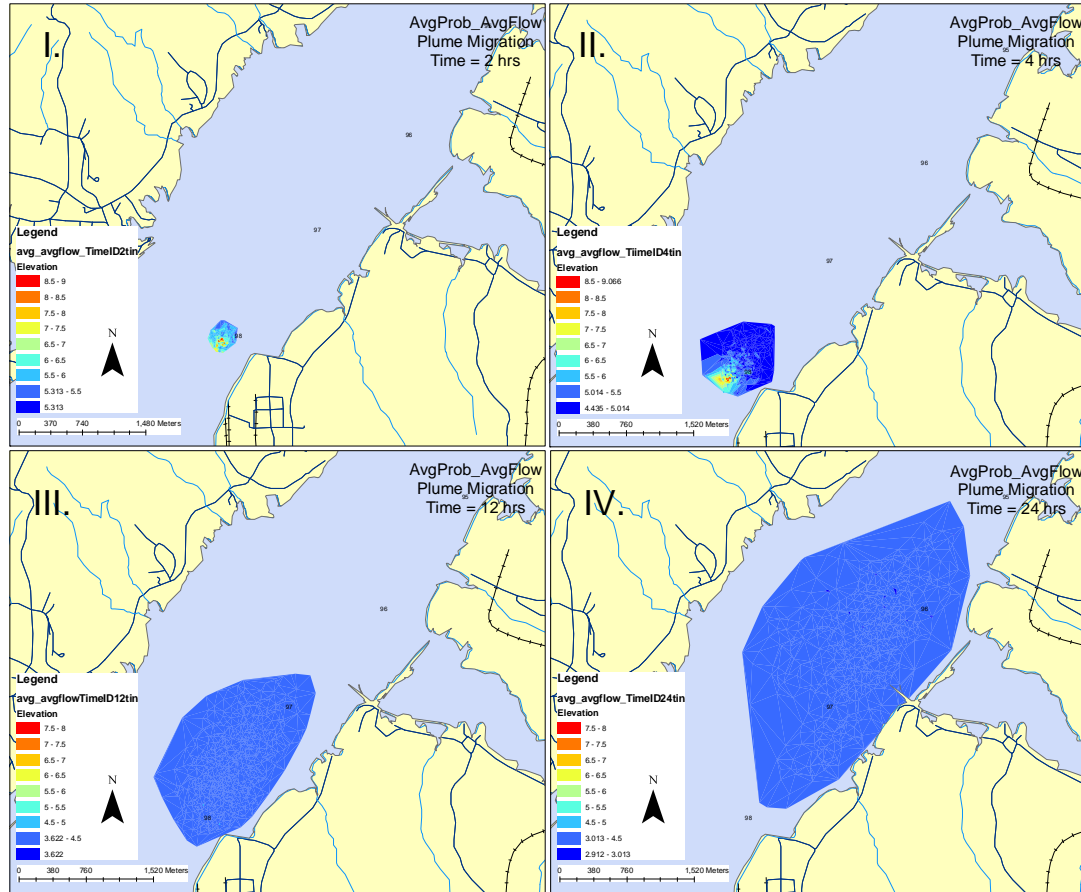 I.
AvgProb_AvgFlow
Plume Migration
Time = 2 hrs
96
97
98
Legend
avg_avgflow_TimeID2tin
Elevation
8.5 - 9
8 - 8.5
7.5 - 8
7 - 7.5
6.5 - 7
6 - 6.5
5.5 - 6
5.313 - 5.5
5.313
N
0 370 740 1,480 Meters
II.
AvgProb_AvgFlow
Plume Migration
95
Time = 4 hrs
96
97
Legend
avg_avgflow_TiimeID4tin
Elevation
8.5 - 9.066
8 - 8.5
7.5 - 8
7 - 7.5
6.5 - 7
6 - 6.5
5.5 - 6
5.014 - 5.5
4.435 - 5.014
N
0 380 760 1,520 Meters
III.
AvgProb_AvgFlow
Plume Migration
95
Time = 12 hrs
96
97
98
Legend
avg_avgflowTimeID12tin
Elevation
7.5 - 8
7 - 7.5
6.5 - 7
6 - 6.5
5.5 - 6
5 - 5.5
4.5 - 5
3.622 - 4.5
3.622
N
0 380 760 1,520 Meters
IV.
AvgProb_AvgFlow
Plume Migration
95
Time = 24 hrs
96
97
98
Legend
avg_avgflow_TimeID24tin
Elevation
7.5 - 8
7 - 7.5
6.5 - 7
6 - 6.5
5.5 - 6
5 - 5.5
4.5 - 5
3.013 - 4.5
2.912 - 3.013
N
0 380 760 1,520 Meters